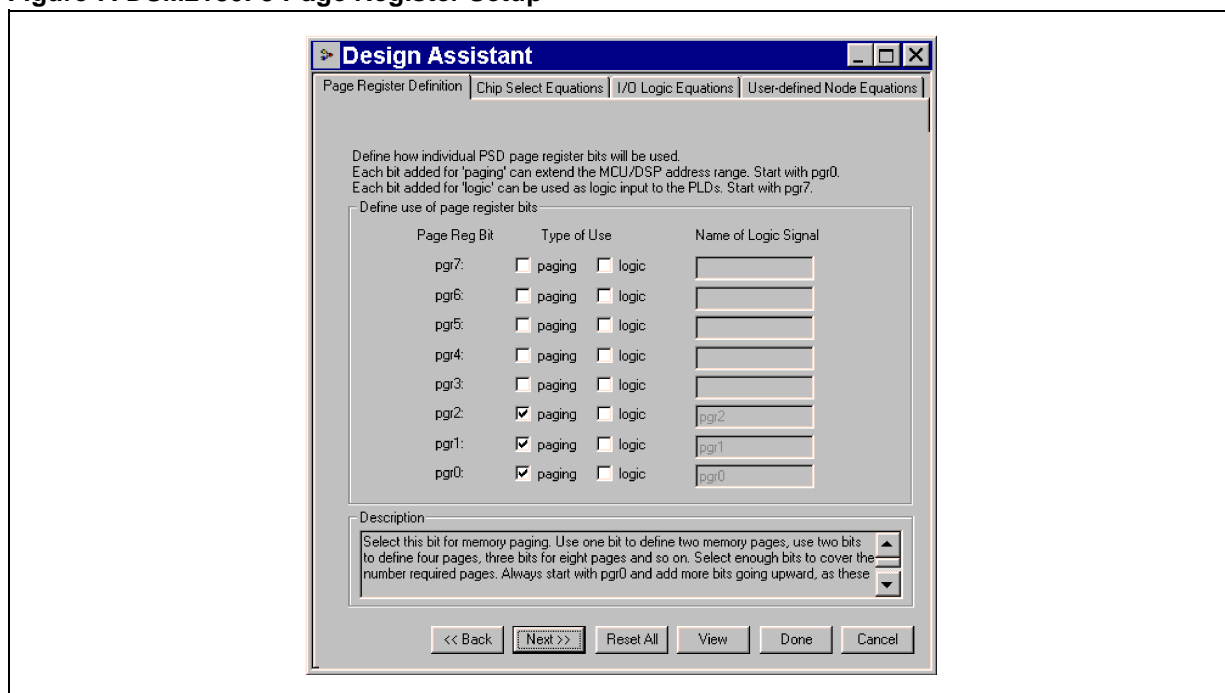 Design Assistant
Page Register Definition Chip Select Equations I/O Logic Equations User-defined Node Equations
Define how individual PSD page register bits will be used.
Each bit added for 'paging' can extend the MCU/DSP address range. Start with pgr0.
Each bit added for 'logic' can be used as logic input to the PLDs. Start with pgr7.
Define use of page register bits
Page Reg Bit Type of Use Name of Logic Signal
pgr7: paging logic
pgr6: paging logic
pgr5: paging logic
pgr4: paging logic
pgr3: paging logic
pgr2: paging logic pgr2
pgr1: paging logic pgr1
pgr0: paging logic pgr0
Description
Select this bit for memory paging. Use one bit to define two memory pages, use two bits
to define four pages, three bits for eight pages and so on. Select enough bits to cover the
number required pages. Always start with pgr0 and add more bits going upward, as these
<< Back Next >> Reset All View Done Cancel